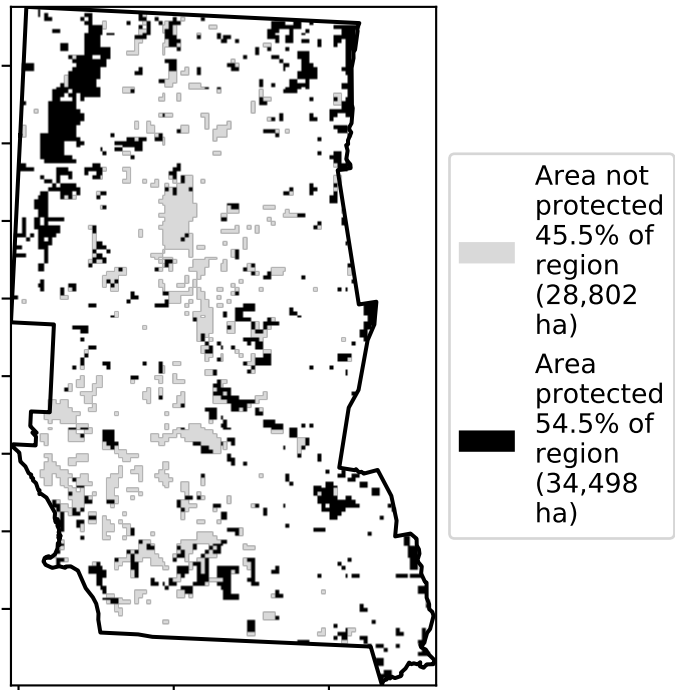 Area not
protected
45.5% of
region
(28,802
ha)
Area
protected
54.5% of
region
(34,498
ha)